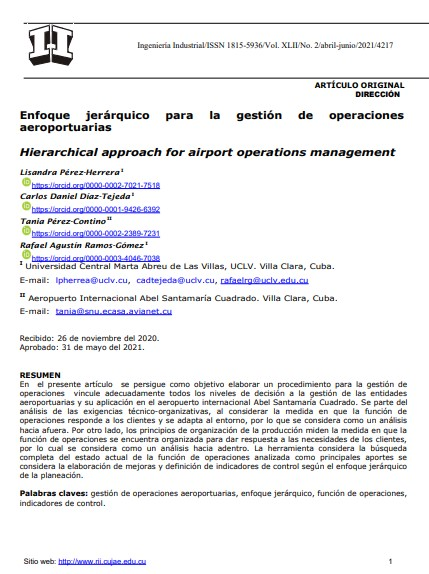 Ingeniería Industrial/ISSN 1815-5936/Vol. XLII/No. 2/abril-junio/2021/4217
ARTÍCULO ORIGINAL
DIRECCIÓN
Enfoque jerárquico para la gestión de operaciones
aeroportuarias
Hierarchical approach for airport operations management
Lisandra Pérez-Herrera I
https://orcid.org/0000-0002-7021-7518
Carlos Daniel Díaz-Tejeda I
https://orcid.org/0000-0001-9426-6392
Tania Pérez-Contino II
https://orcid.org/0000-0002-2389-7231
Rafael Agustín Ramos-Gómez I
https://orcid.org/0000-0003-4046-7038
I Universidad Central Marta Abreu de Las Villas, UCLV. Villa Clara, Cuba.
E-mail: lpherrea@uclv.cu, cadtejeda@uclv.cu, rafaelrg@uclv.edu.cu
II Aeropuerto Internacional Abel Santamaría Cuadrado. Villa Clara, Cuba.
E-mail: tania@snu.ecasa.avianet.cu
Recibido: 26 de noviembre del 2020.
Aprobado: 31 de mayo del 2021.
RESUMEN
En el presente artículo se persigue como objetivo elaborar un procedimiento para la gestión de
operaciones vincule adecuadamente todos los niveles de decisión a la gestión de las entidades
aeroportuarias y su aplicación en el aeropuerto internacional Abel Santamaría Cuadrado. Se parte del
análisis de las exigencias técnico-organizativas, al considerar la medida en que la función de
operaciones responde a los clientes y se adapta al entorno, por lo que se considera como un análisis
hacia afuera. Por otro lado, los principios de organización de la producción miden la medida en que la
función de operaciones se encuentra organizada para dar respuesta a las necesidades de los clientes,
por lo cual se considera como un análisis hacia adentro. La herramienta considera la búsqueda
completa del estado actual de la función de operaciones analizada como principales aportes se
considera la elaboración de mejoras y definición de indicadores de control según el enfoque jerárquico
de la planeación.
Palabras claves: gestión de operaciones aeroportuarias, enfoque jerárquico, función de operaciones,
indicadores de control.
Sitio web: http://www.rii.cujae.edu.cu 1